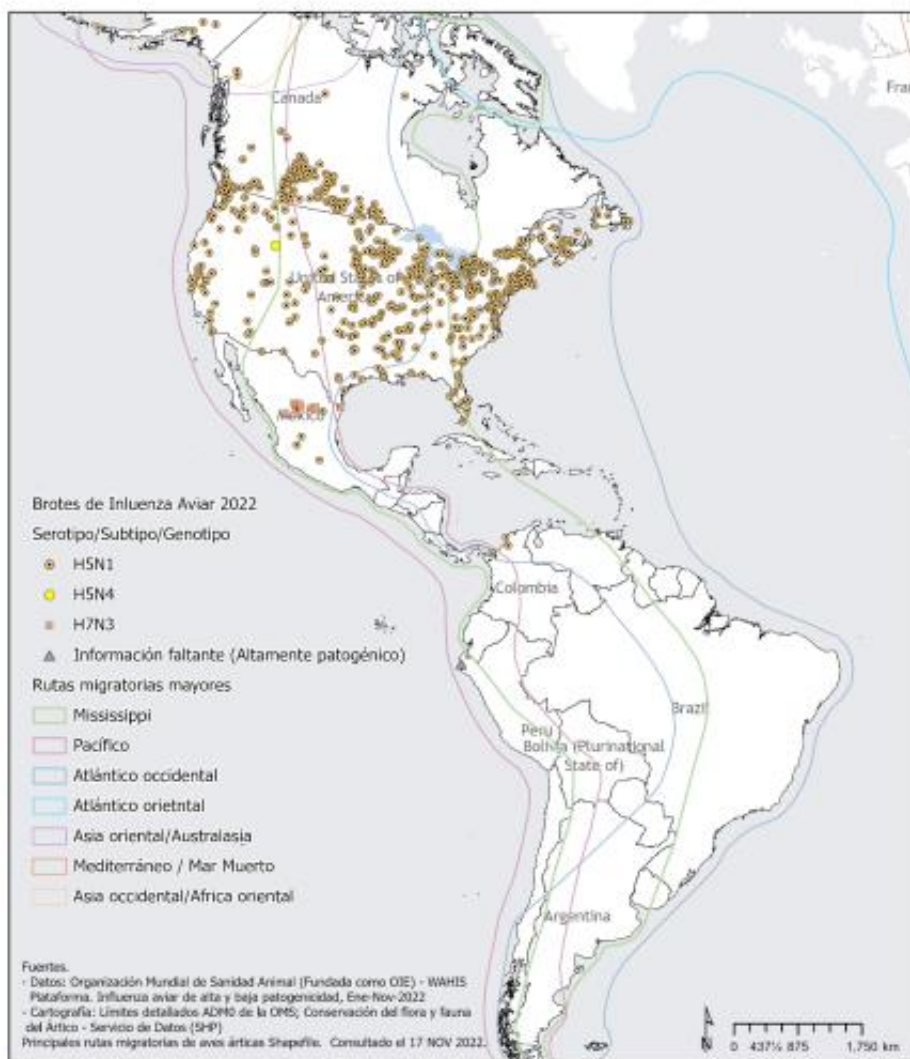 Fran
Canada
United States of
America
México
Colombia
Brazil
Peru
Bolivia (Plurinational
State of)
Argentina
Brotes de Inluenza Aviar 2022
Serotipo/Subtipo/Genotipo
H5N1
H5N4
H7N3
Información faltante (Altamente patogénico)
Rutas migratorias mayores
Mississippi
Pacífico
Atlántico occidental
Atlántico orietntal
Asia oriental/Australasia
Mediterráneo / Mar Muerto
Asia occidental/Africa oriental
Fuentes.
- Datos: Organización Mundial de Sanidad Animal (Fundada como OIE) - WAHIS
Plataforma. Influenza aviar de alta y baja patogenicidad, Ene-Nov-2022
- Cartografía: Límites detallados ADM0 de la OMS; Conservación del flora y fauna
del Ártico - Servicio de Datos (SHP)
Principales rutas migratorias de aves árticas Shapefile. Consultado el 17 NOV 2022.
N
0 437½ 875 1,750 km